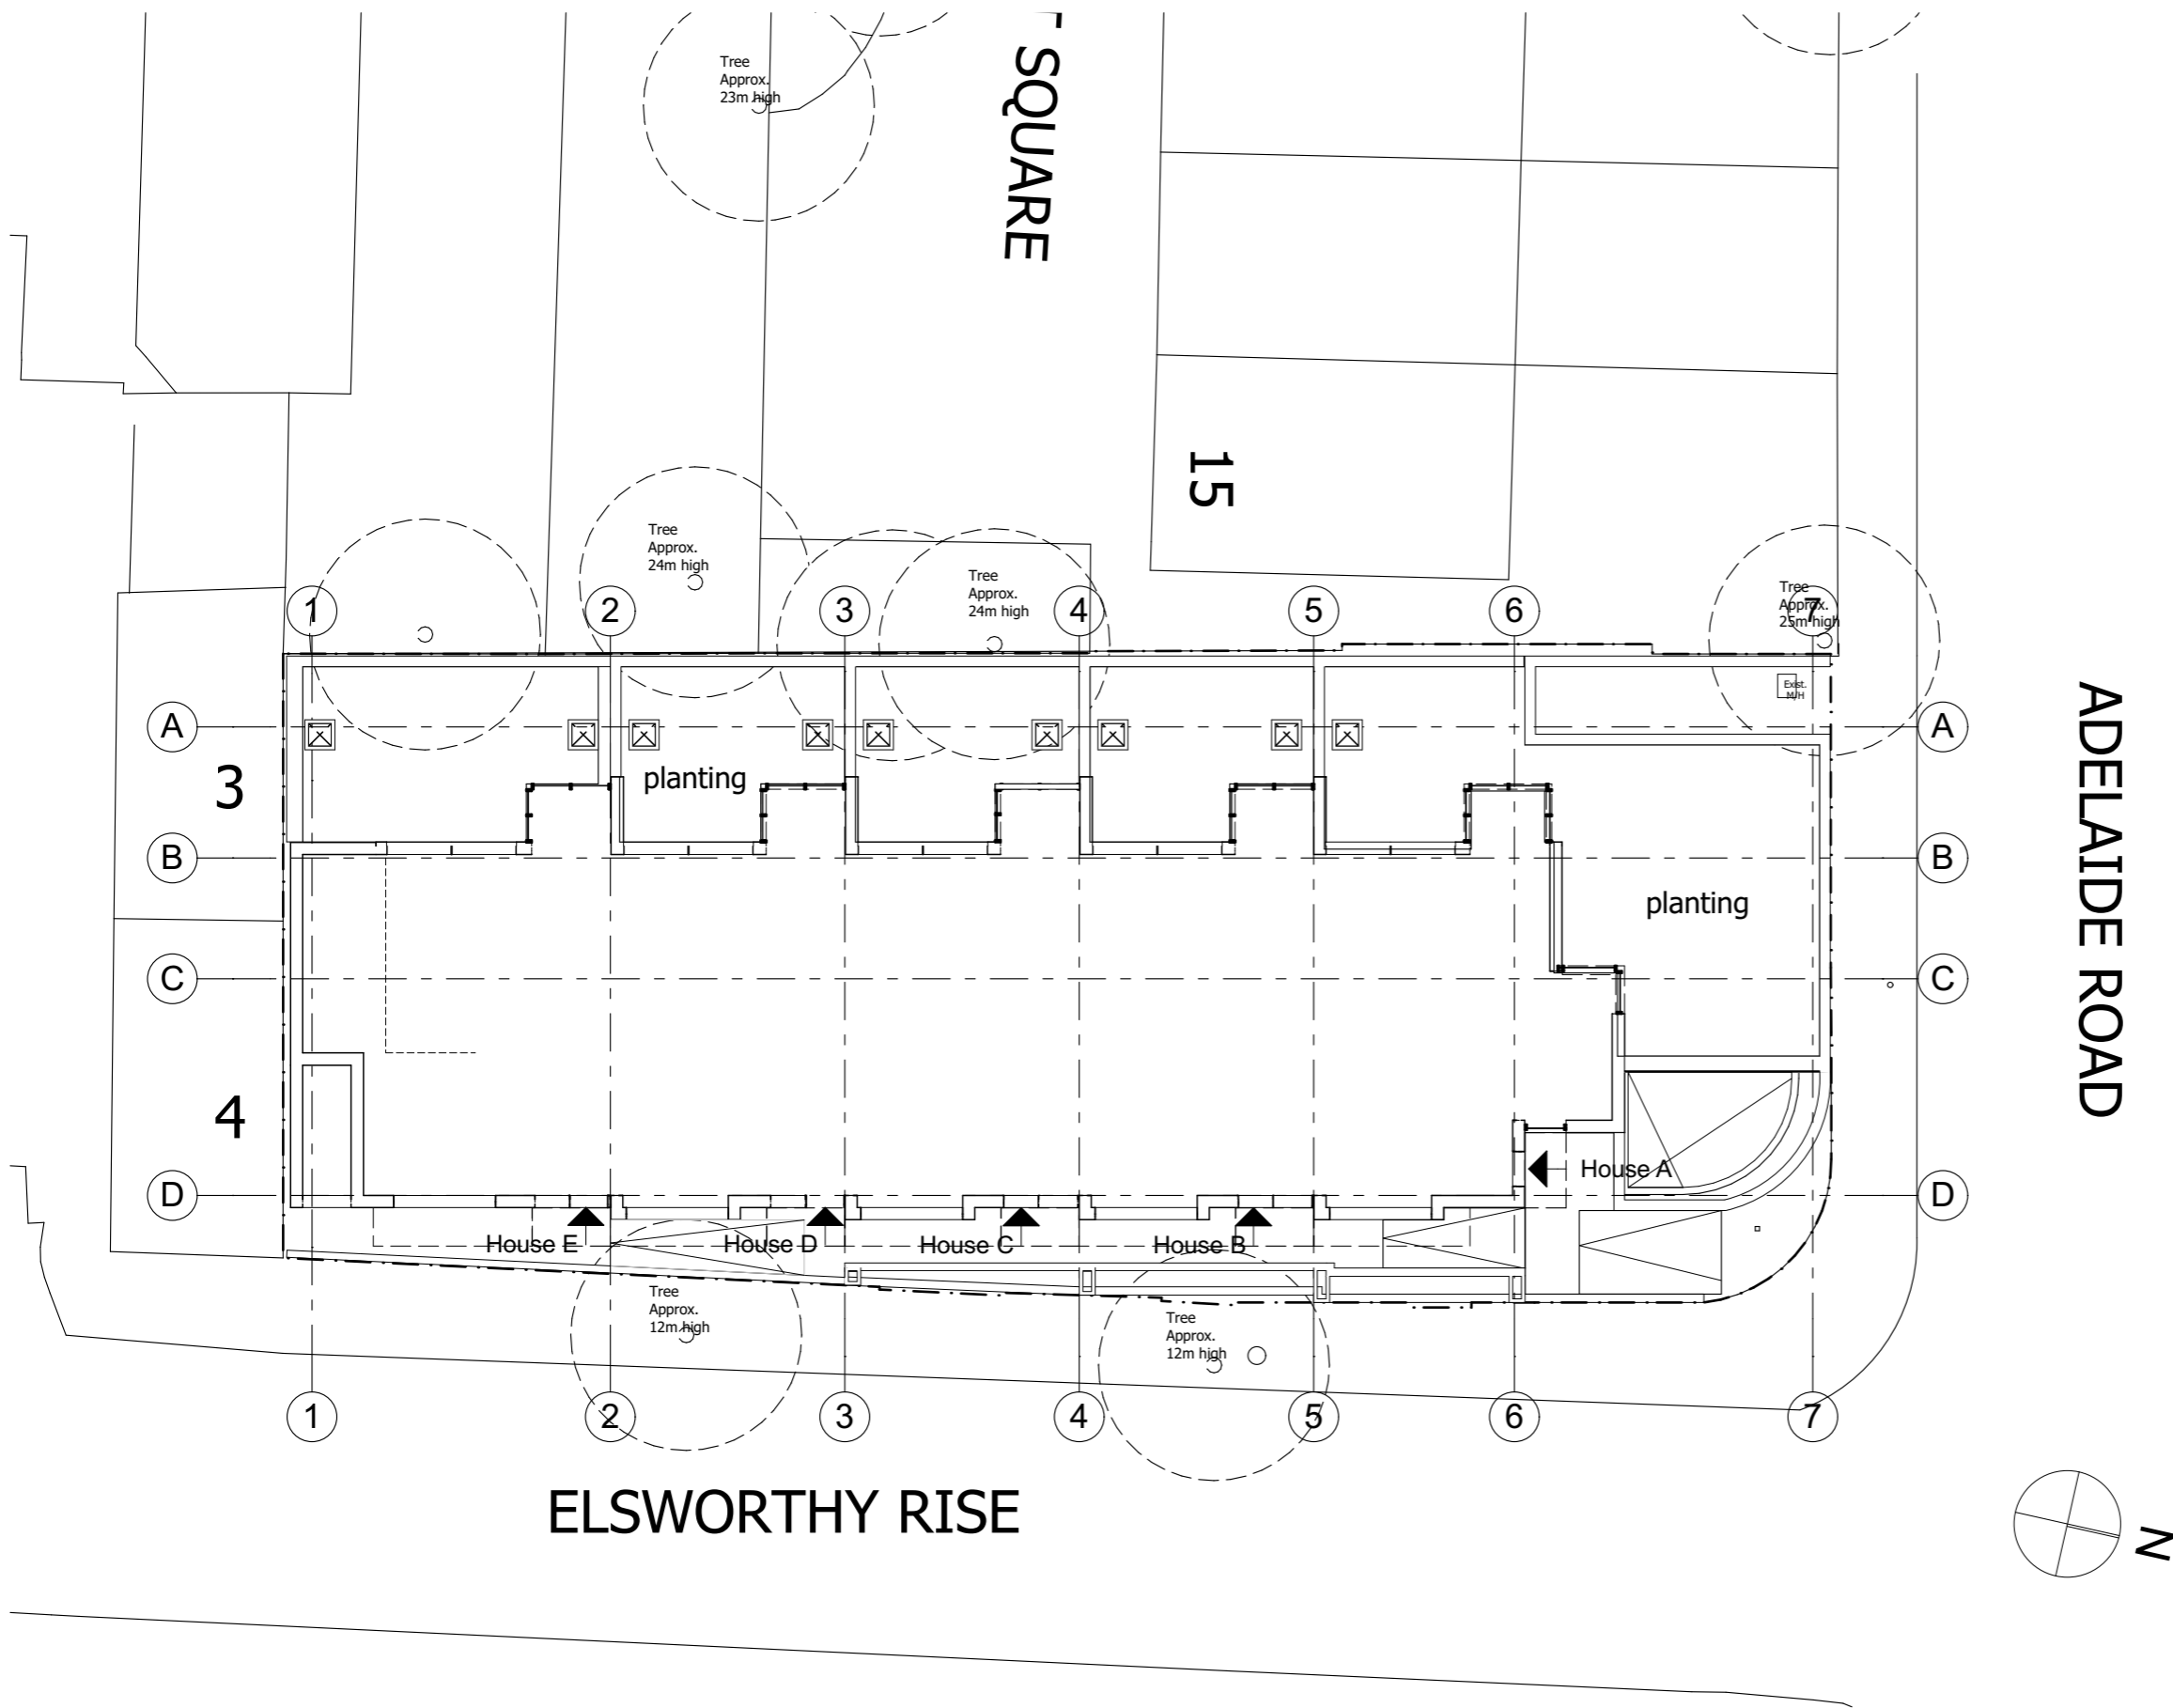 Tree
Approx.
23m high
SQUARE
15
Tree
Approx.
24m high
Tree
Approx.
24m high
Tree
Approx.
25m high
1
2
3
4
5
6
7
Exist.
M/H
A
A
3
planting
B
B
planting
C
C
ADELAIDE ROAD
4
House A
D
D
House E
House D
House C
House B
Tree
Approx.
12m high
Tree
Approx.
12m high
1
2
3
4
5
6
7
ELSWORTHY RISE
N